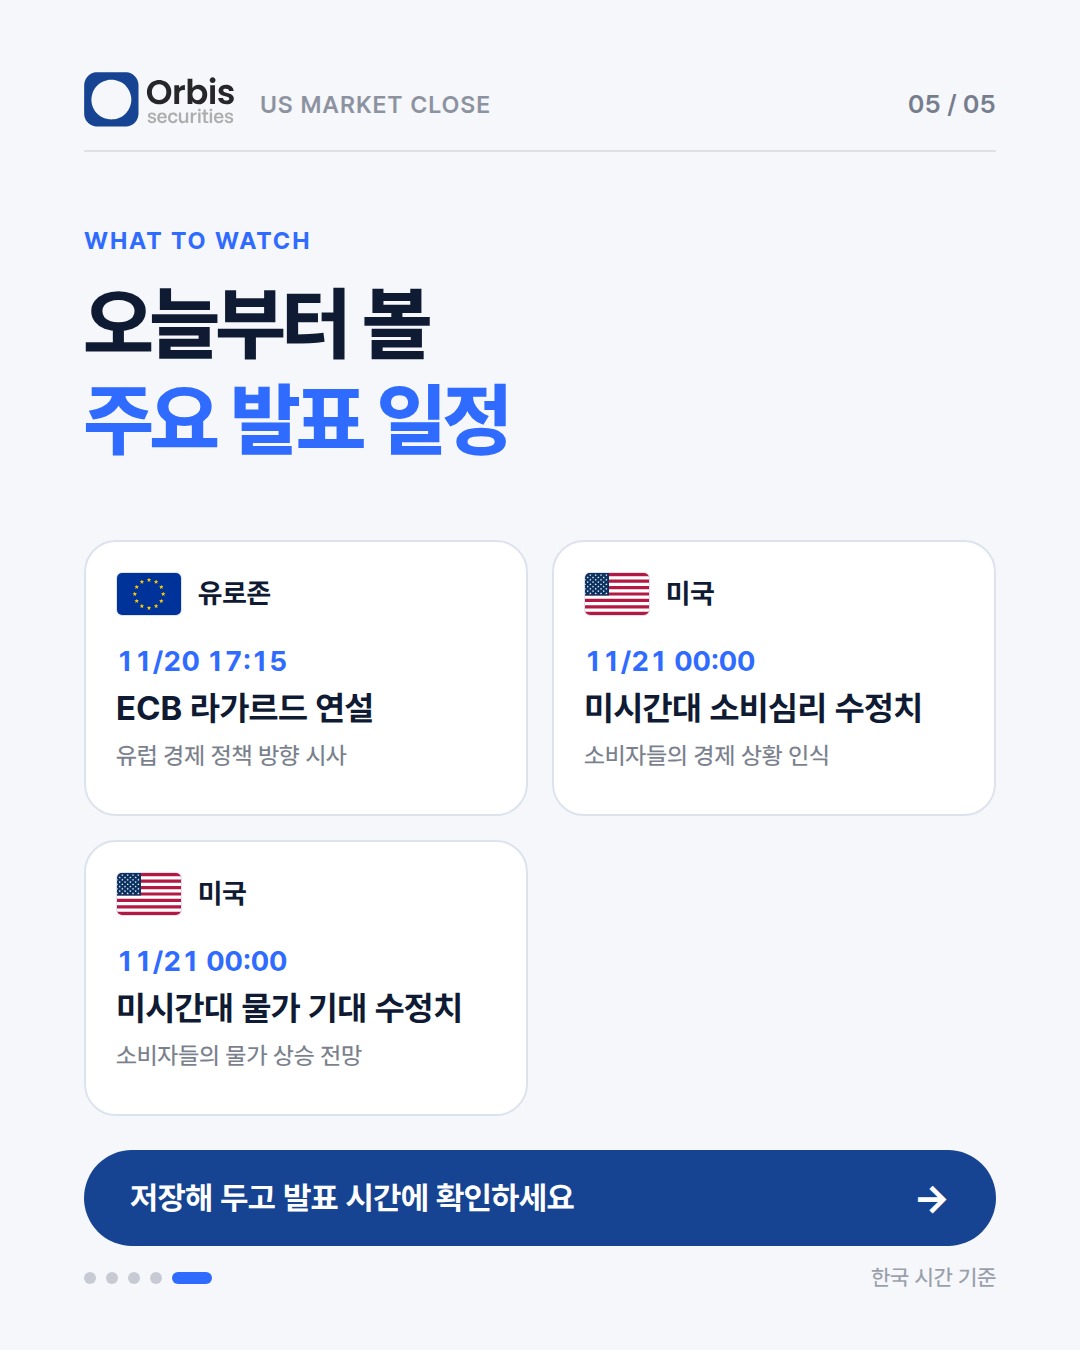 Orbis
securities
US MARKET CLOSE
05 / 05
WHAT TO WATCH
오늘부터 볼
주요 발표 일정
유로존
11/20 17:15
ECB 라가르드 연설
유럽 경제 정책 방향 시사
미국
11/21 00:00
미시간대 소비심리 수정치
소비자들의 경제 상황 인식
미국
11/21 00:00
미시간대 물가 기대 수정치
소비자들의 물가 상승 전망
저장해 두고 발표 시간에 확인하세요
한국 시간 기준